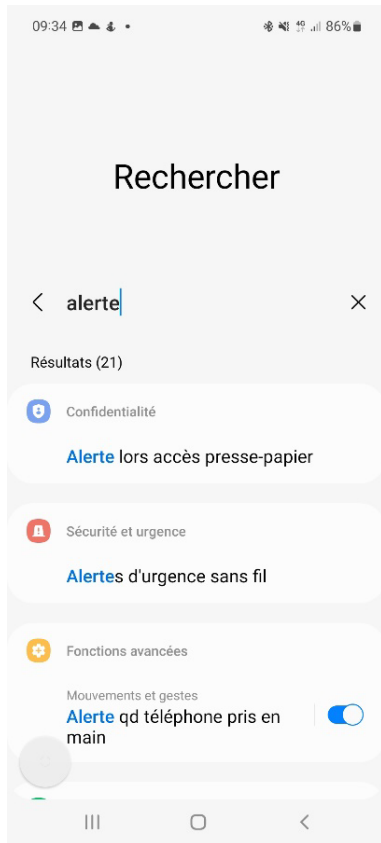 09:34
4G 86%
Rechercher
alerte
Résultats (21)
Confidentialité
Alerte lors accès presse-papier
Sécurité et urgence
Alertes d'urgence sans fil
Fonctions avancées
Mouvements et gestes
Alerte qd téléphone pris en
main